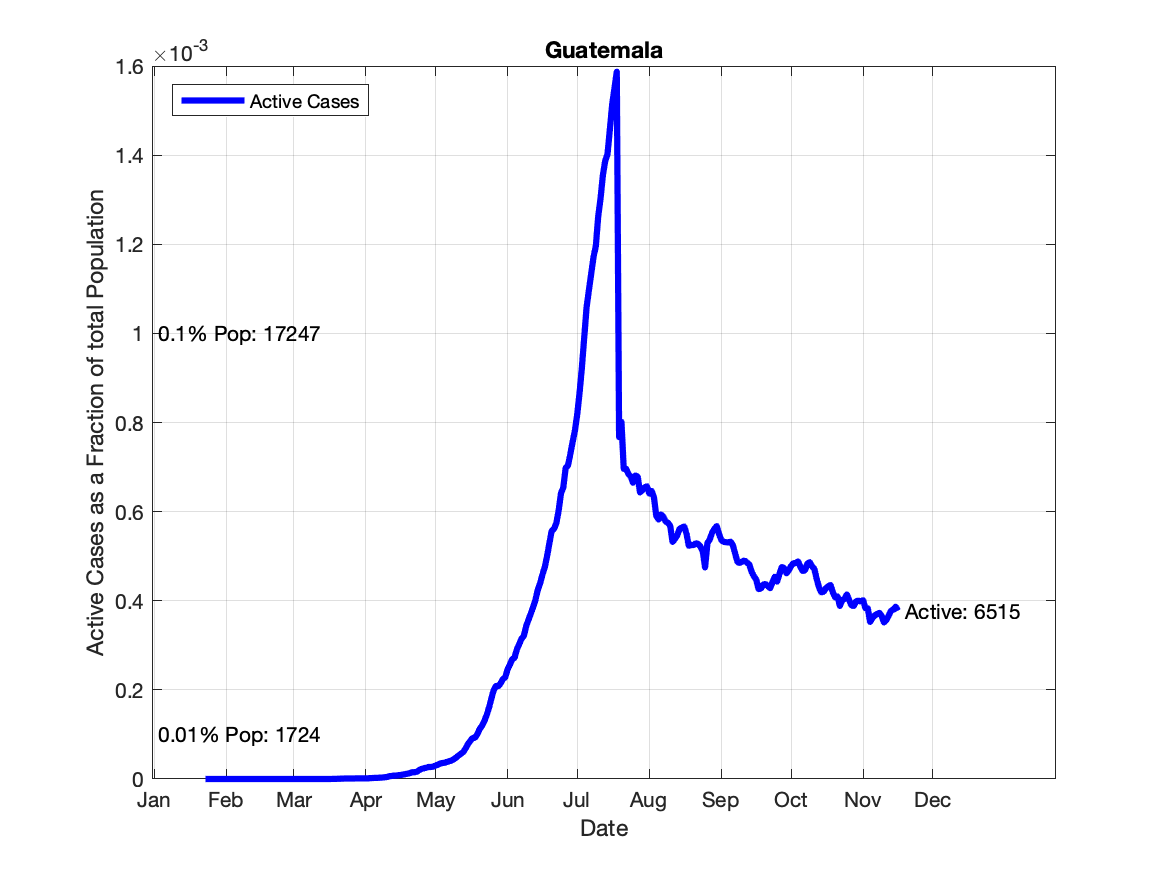 Guatemala
×10-3
1.6
1.4
1.2
1
0.8
0.6
0.4
0.2
0
Active Cases as a Fraction of total Population
Active Cases
0.1% Pop: 17247
0.01% Pop: 1724
Active: 6515
Jan Feb Mar Apr May Jun Jul Aug Sep Oct Nov Dec
Date